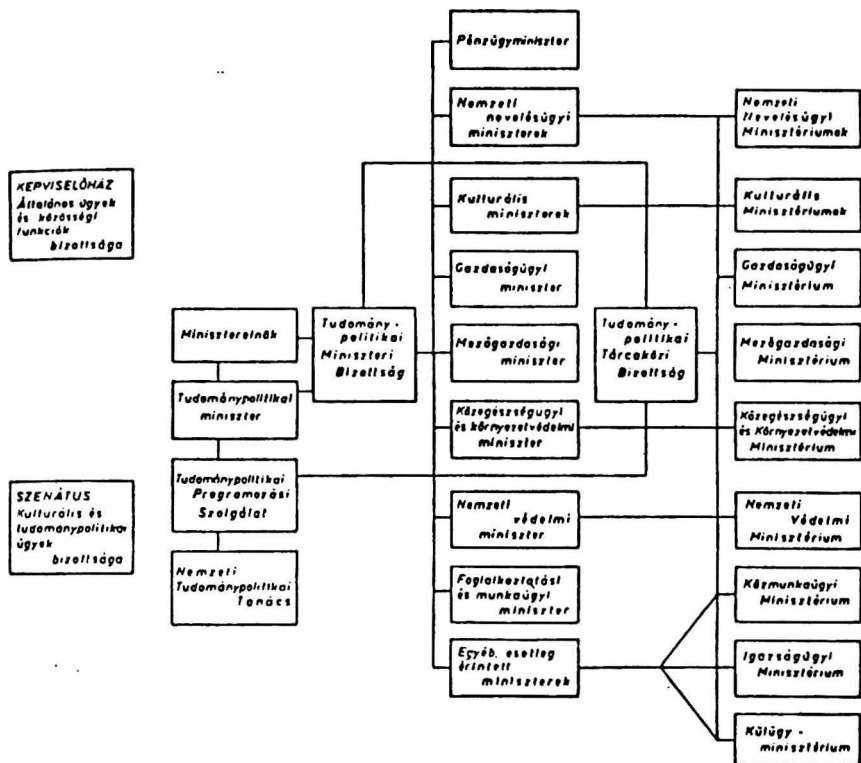 KÉPVISELŐHÁZ
Általános ügyek
és közösségi
funkciók
bizottsága
SZENÁTUS
Kulturális és
tudománypolitikai
ügyek
bizottsága
Miniszterelnök
Tudománypolitikai
miniszter
Tudománypolitikai
Programozási
Szolgálat
Nemzeti
Tudománypolitikai
Tanács
Tudomány-
politikai
Miniszteri
Bizottság
Pénzügyminiszter
Nemzeti
nevelésügyi
miniszterek
Kulturális
miniszterek
Gazdaságügyi
miniszter
Mezőgazdasági
miniszter
Közegészségügyi
és környezetvédelmi
miniszter
Nemzeti
védelmi
miniszter
Foglalkoztatási
és munkaügyi
miniszter
Egyéb, esetleg
érintett
miniszterek
Tudomány-
politikai
Tárcaközi
Bizottság
Nemzeti
Nevelésügyi
Minisztériumok
Kulturális
Minisztériumok
Gazdaságügyi
Minisztérium
Mezőgazdasági
Minisztérium
Közegészségügyi
és Környezetvédelmi
Minisztérium
Nemzeti
Védelmi
Minisztérium
Közmunkaügyi
Minisztérium
Igazságügyi
Minisztérium
Külügy-
minisztérium